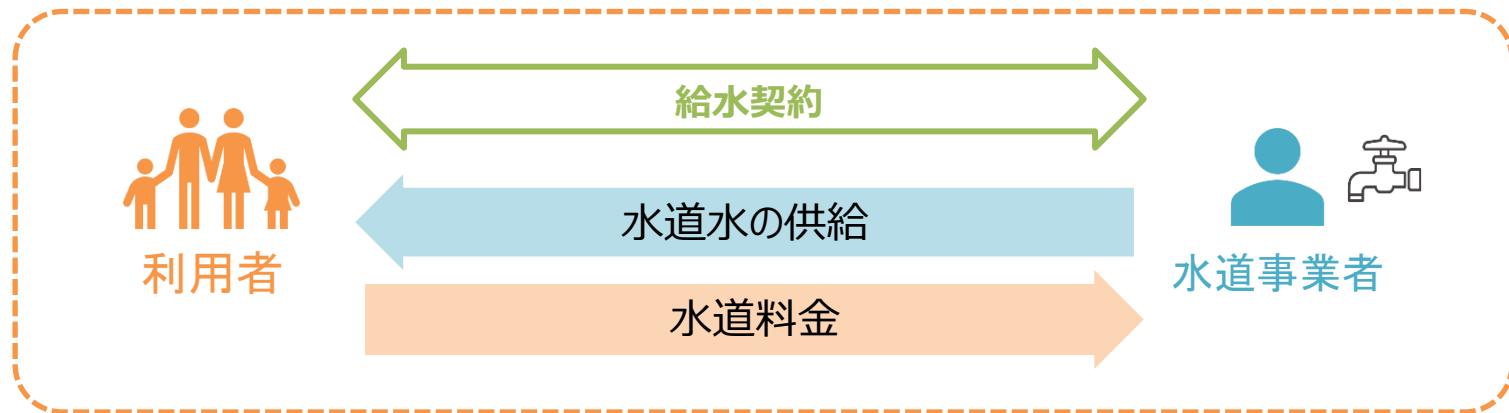 給水契約
水道水の供給
利用者
水道事業者
水道料金